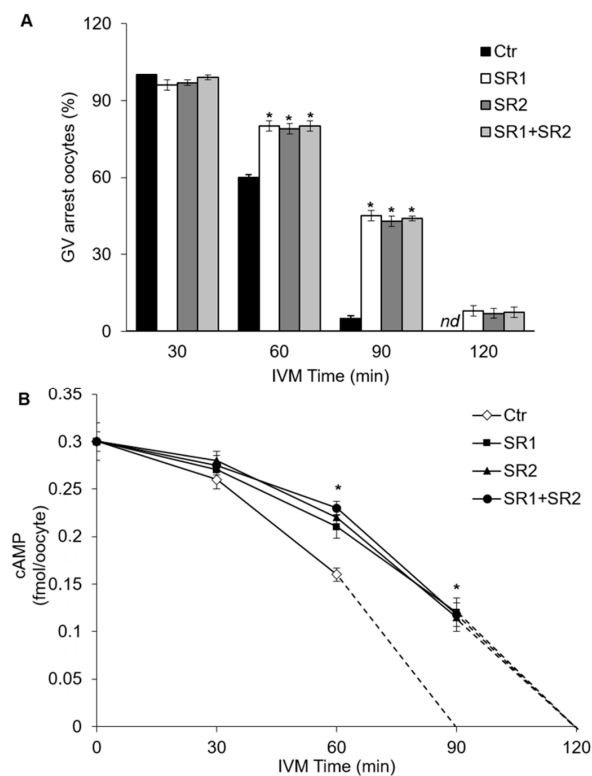 A
120
90
60
30
0
GV arrest oocytes (%)
Ctr
SR1
SR2
SR1+SR2
* * *
* * *
nd
30 60 90 120
IVM Time (min)
B
0.35
0.3
0.25
0.2
0.15
0.1
0.05
0
cAMP
(fmol/oocyte)
Ctr
SR1
SR2
SR1+SR2
*
*
0 30 60 90 120
IVM Time (min)